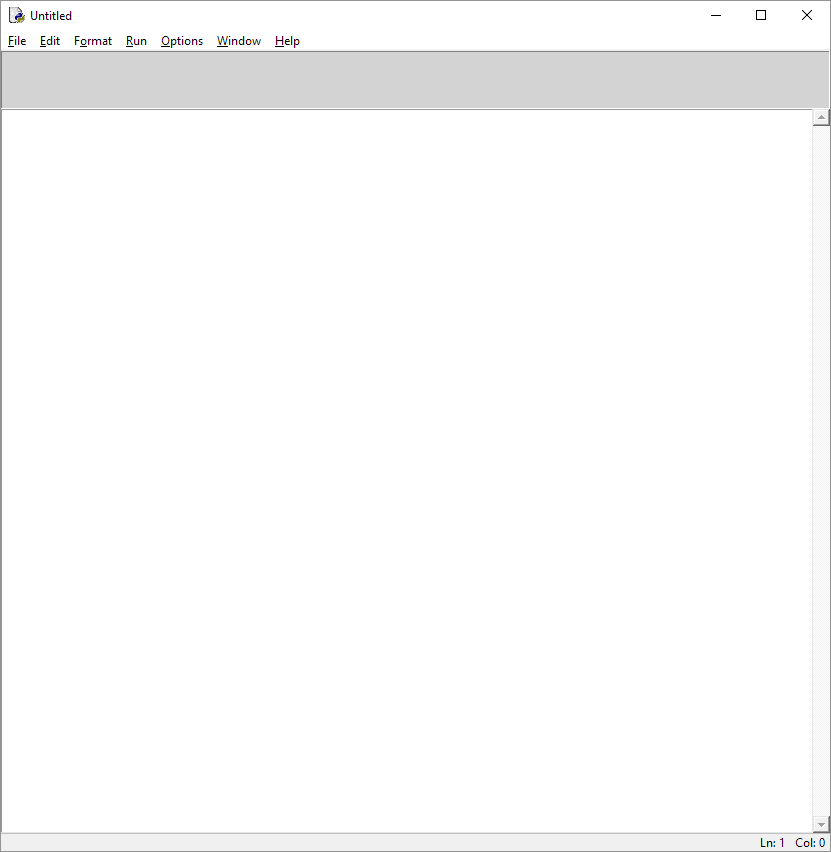 Untitled
File Edit Format Run Options Window Help
Ln: 1 Col: 0